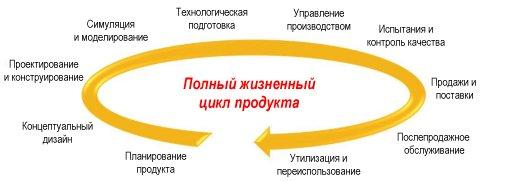 Технологическая
подготовка
Управление
производством
Симуляция
и моделирование
Испытания и
контроль качества
Проектирование
и конструирование
Полный жизненный
цикл продукта
Продажи и
поставки
Концептуальный
дизайн
Послепродажное
обслуживание
Планирование
продукта
Утилизация и
переиспользование